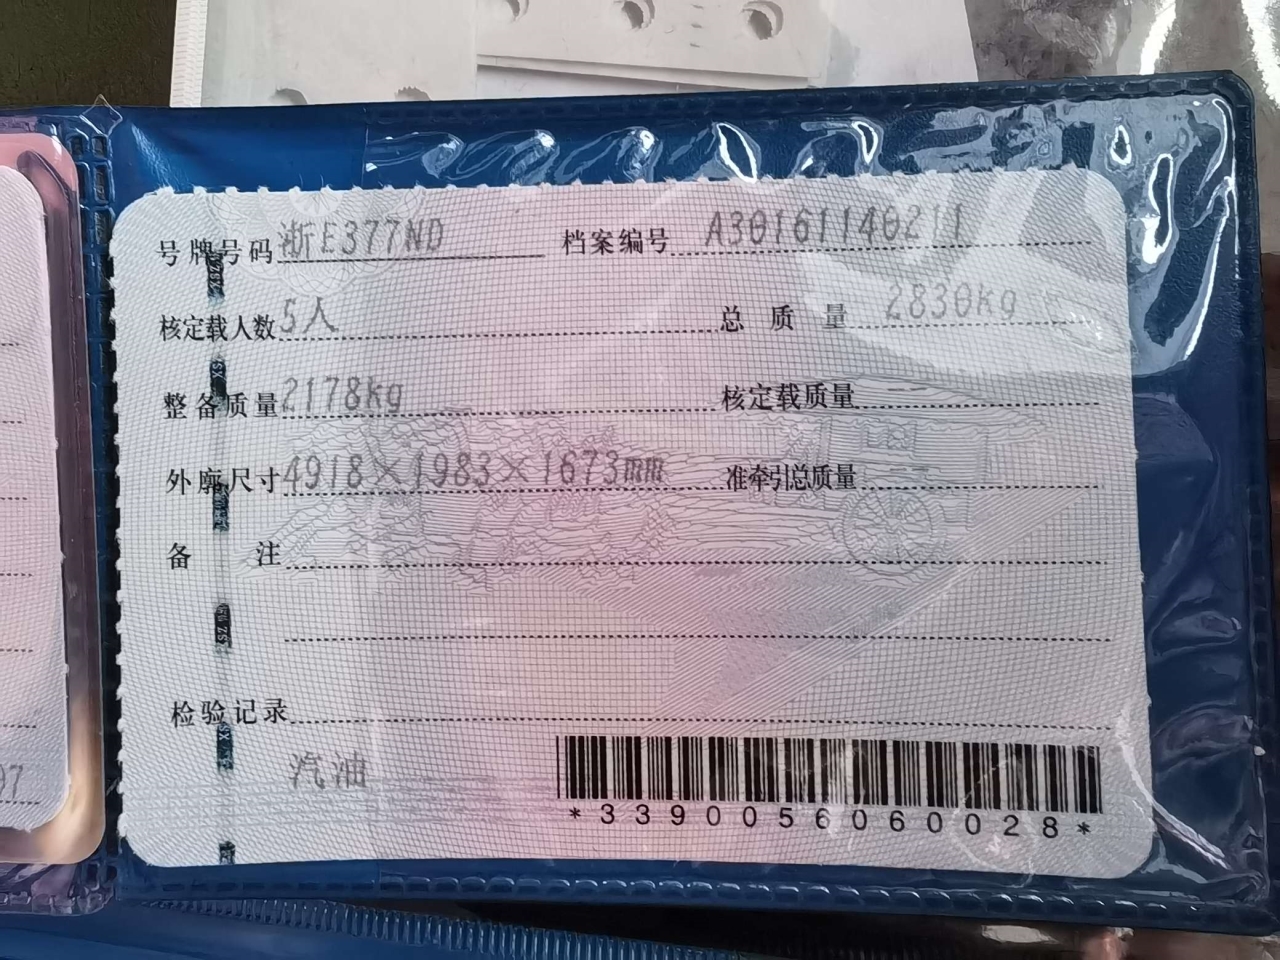 号牌号码 浙E377ND 档案编号 A30161140211
核定载人数 5人 总质量 2830kg
整备质量 2178kg 核定载质量
外廓尺寸 4918×1983×1673mm 准牵引总质量
备注
检验记录
汽油
*3390056060028*